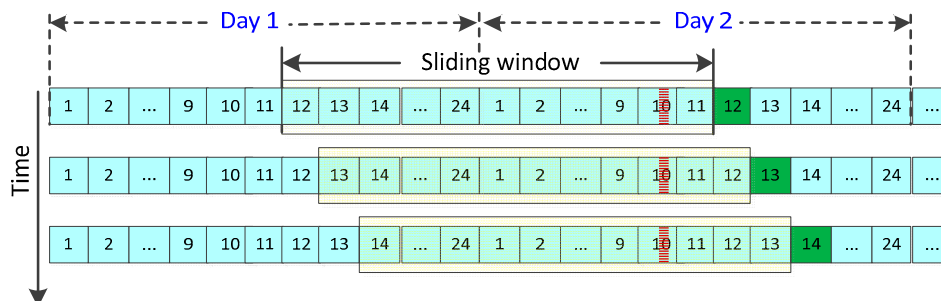 Day 1 Day 2
Sliding window
1 2 ... 9 10 11 12 13 14 ... 24 1 2 ... 9 10 11 12 13 14 ... 24 ...
Time
1 2 ... 9 10 11 12 13 14 ... 24 1 2 ... 9 10 11 12 13 14 ... 24 ...
1 2 ... 9 10 11 12 13 14 ... 24 1 2 ... 9 10 11 12 13 14 ... 24 ...